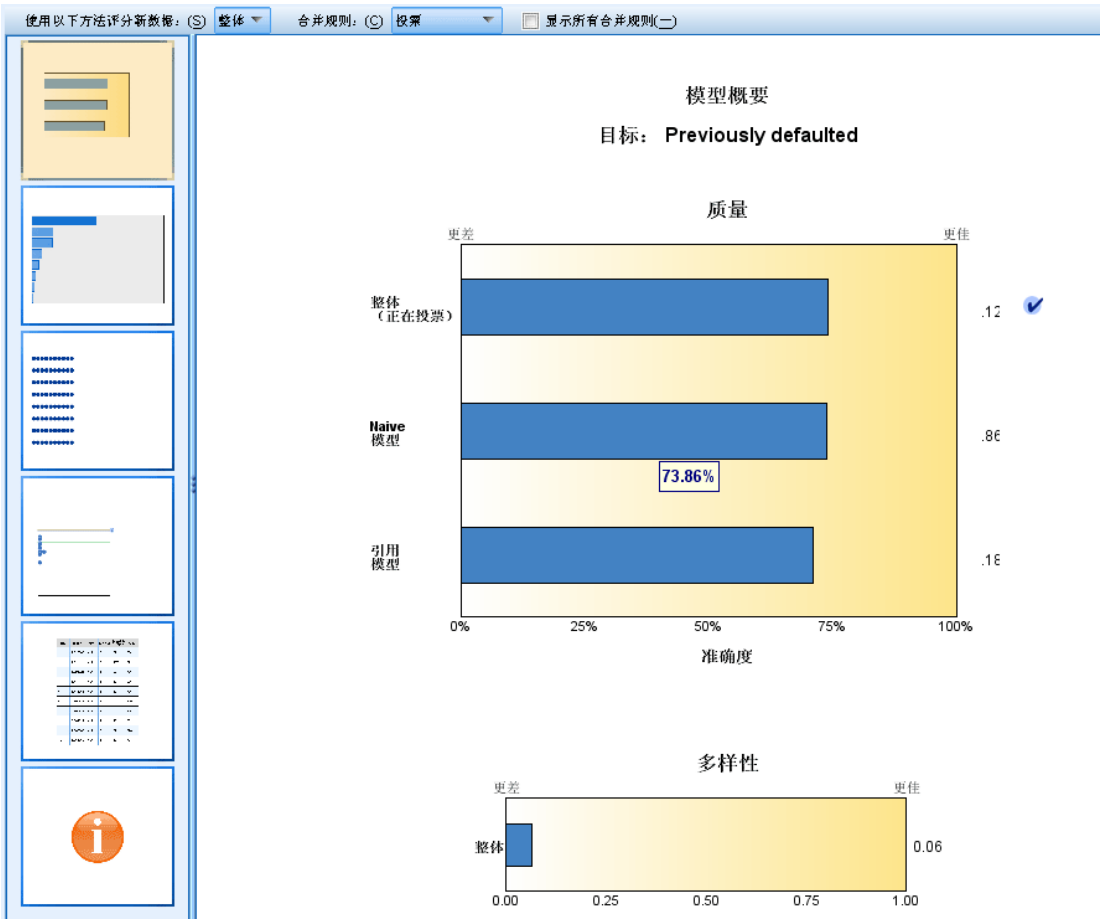 使用以下方法评分新数据：(S) 整体 合并规则：(C) 投票 显示所有合并规则(一)
模型概要
目标： Previously defaulted
质量
更差 更佳
整体
（正在投票）
.12
Naive
模型
.86
73.86%
引用
模型
.18
0% 25% 50% 75% 100%
准确度
多样性
更差 更佳
整体
0.06
0.00 0.25 0.50 0.75 1.00